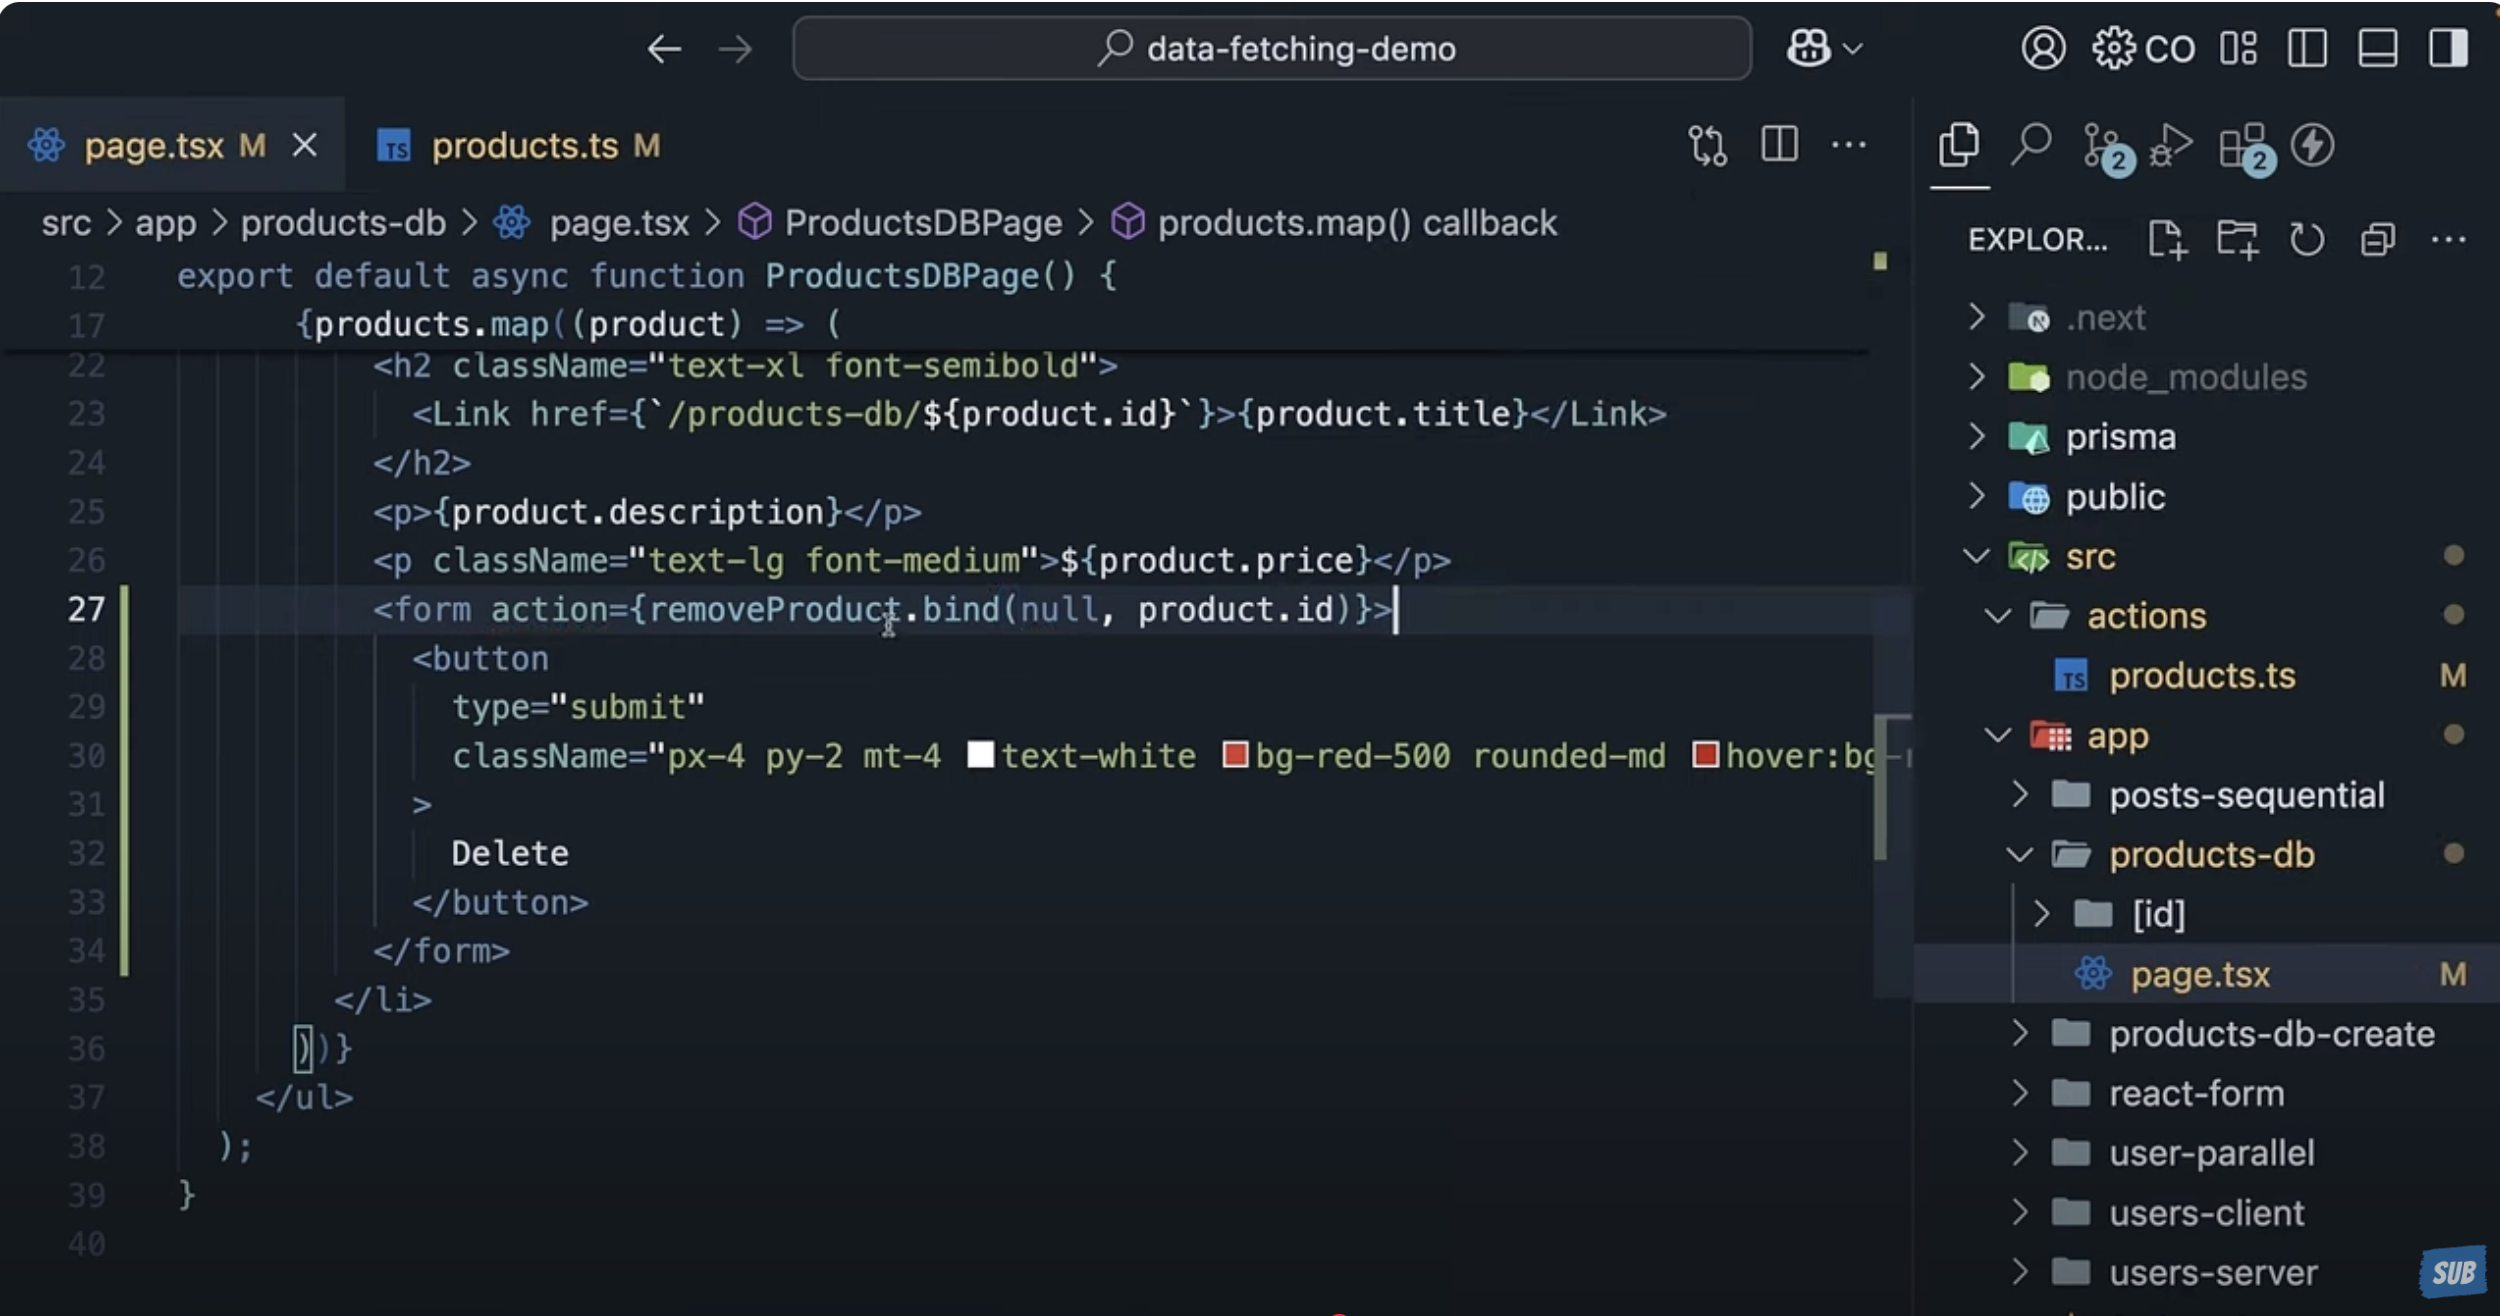 data-fetching-demo
CO
page.tsx M
products.ts M
2
2
src > app > products-db > page.tsx > ProductsDBPage > products.map() callback
12 export default async function ProductsDBPage() {
17 {products.map((product) => (
22 <h2 className="text-xl font-semibold">
23 <Link href={`/products-db/${product.id}`}>{product.title}</Link>
24 </h2>
25 <p>{product.description}</p>
26 <p className="text-lg font-medium">${product.price}</p>
27 <form action={removeProduct.bind(null, product.id)}>
28 <button
29 type="submit"
30 className="px-4 py-2 mt-4 text-white bg-red-500 rounded-md hover:bg-
31 >
32 Delete
33 </button>
34 </form>
35 </li>
36 ))}
37 </ul>
38 );
39 }
40
EXPLOR...
.next
node_modules
prisma
public
src
actions
TS products.ts M
app
posts-sequential
products-db
[id]
page.tsx M
products-db-create
react-form
user-parallel
users-client
users-server
SUB